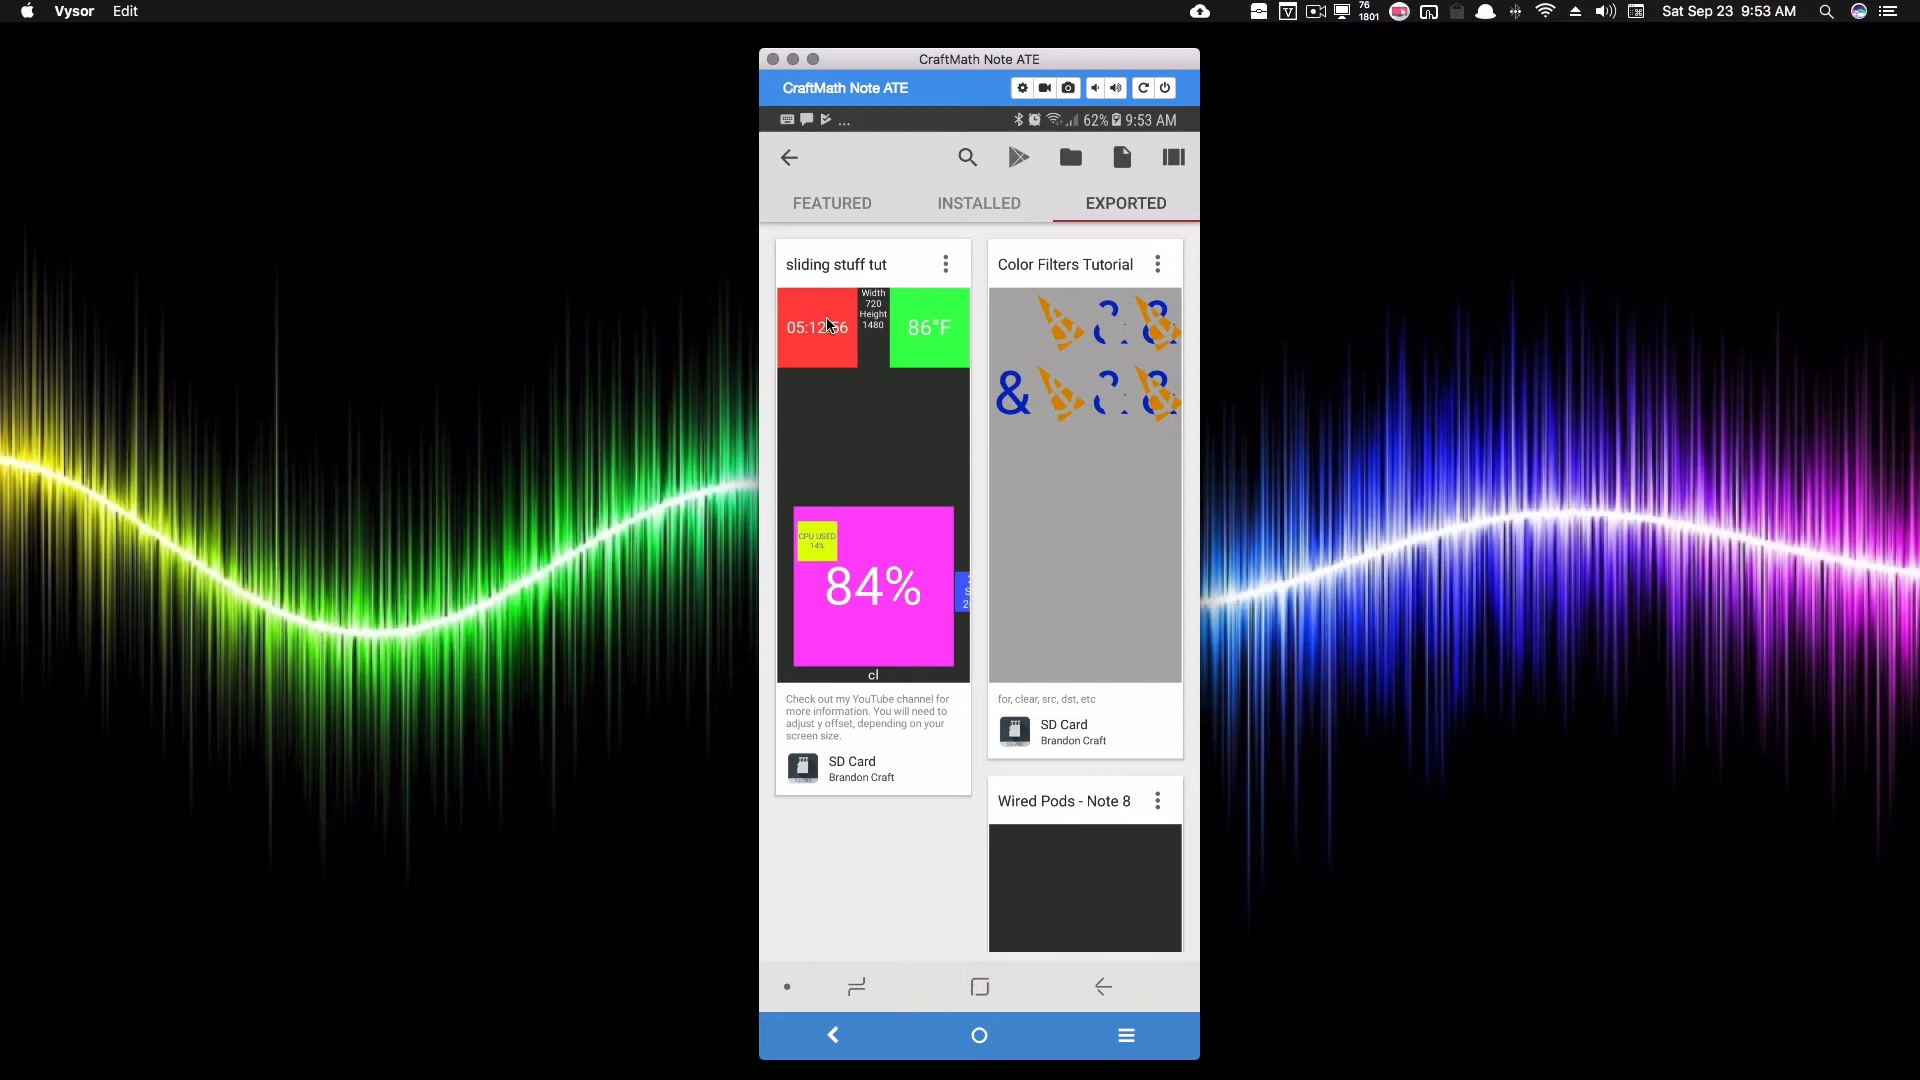 Vysor Edit
76
1801
Sat Sep 23 9:53 AM
CraftMath Note ATE
CraftMath Note ATE
... 62% 9:53 AM
FEATURED INSTALLED EXPORTED
sliding stuff tut
Width
720
Height
1480
86°F
CPU USED
14%
84%
cl
Check out my YouTube channel for
more information. You will need to
adjust y offset, depending on your
screen size.
SD Card
Brandon Craft
Color Filters Tutorial
&
for, clear, src, dst, etc
SD Card
Brandon Craft
Wired Pods - Note 8